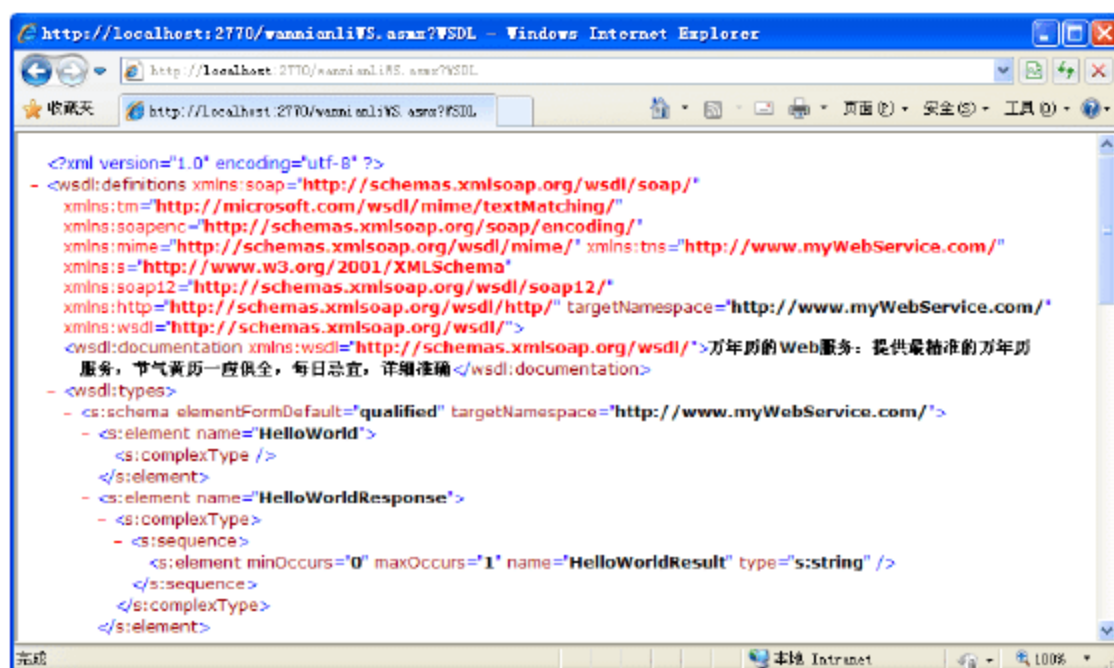 http://localhost:2770/wannianliWS.asmx?WSDL - Windows Internet Explorer
http://localhost:2770/wannianliWS.asmx?WSDL
收藏夹 http://localhost:2770/wannianliWS.asmx?WSDL 页面(P) 安全(S) 工具(O)
<?xml version="1.0" encoding="utf-8" ?>
- <wsdl:definitions xmlns:soap="http://schemas.xmlsoap.org/wsdl/soap/"
xmlns:tm="http://microsoft.com/wsdl/mime/textMatching/"
xmlns:soapenc="http://schemas.xmlsoap.org/soap/encoding/"
xmlns:mime="http://schemas.xmlsoap.org/wsdl/mime/" xmlns:tns="http://www.myWebService.com/"
xmlns:s="http://www.w3.org/2001/XMLSchema"
xmlns:soap12="http://schemas.xmlsoap.org/wsdl/soap12/"
xmlns:http="http://schemas.xmlsoap.org/wsdl/http/" targetNamespace="http://www.myWebService.com/"
xmlns:wsdl="http://schemas.xmlsoap.org/wsdl/">
<wsdl:documentation xmlns:wsdl="http://schemas.xmlsoap.org/wsdl/">万年历的Web服务：提供最精准的万年历
服务，节气黄历一应俱全，每日忌宜，详细准确</wsdl:documentation>
- <wsdl:types>
- <s:schema elementFormDefault="qualified" targetNamespace="http://www.myWebService.com/">
- <s:element name="HelloWorld">
<s:complexType />
</s:element>
- <s:element name="HelloWorldResponse">
- <s:complexType>
- <s:sequence>
<s:element minOccurs="0" maxOccurs="1" name="HelloWorldResult" type="s:string" />
</s:sequence>
</s:complexType>
</s:element>
完成 本地 Intranet 100%